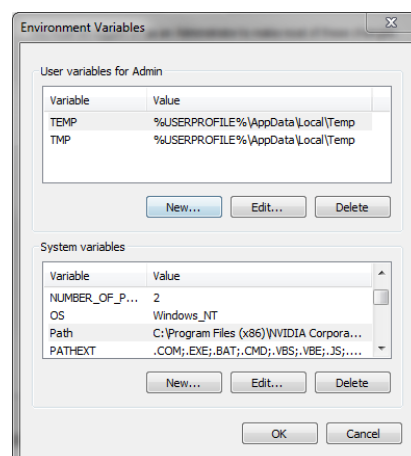 Environment Variables
User variables for Admin
Variable Value
TEMP %USERPROFILE%\AppData\Local\Temp
TMP %USERPROFILE%\AppData\Local\Temp
New... Edit... Delete
System variables
Variable Value
NUMBER_OF_P... 2
OS Windows_NT
Path C:\Program Files (x86)\NVIDIA Corpora...
PATHEXT .COM;.EXE;.BAT;.CMD;.VBS;.VBE;.JS;....
New... Edit... Delete
OK Cancel